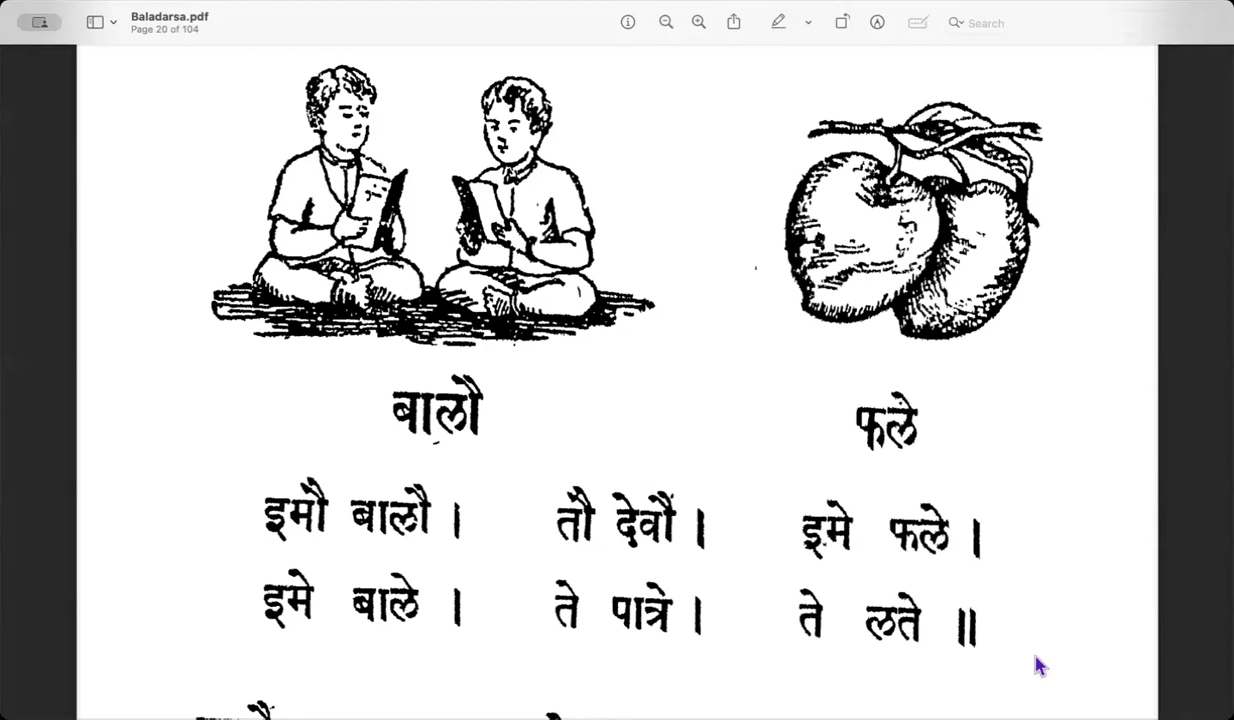 Baladarsa.pdf
Page 20 of 104
Search
बालौ फले
इमौ बालौ । तौ देवौ । इमे फले ।
इमे बाले । ते पात्रे । ते लते ॥